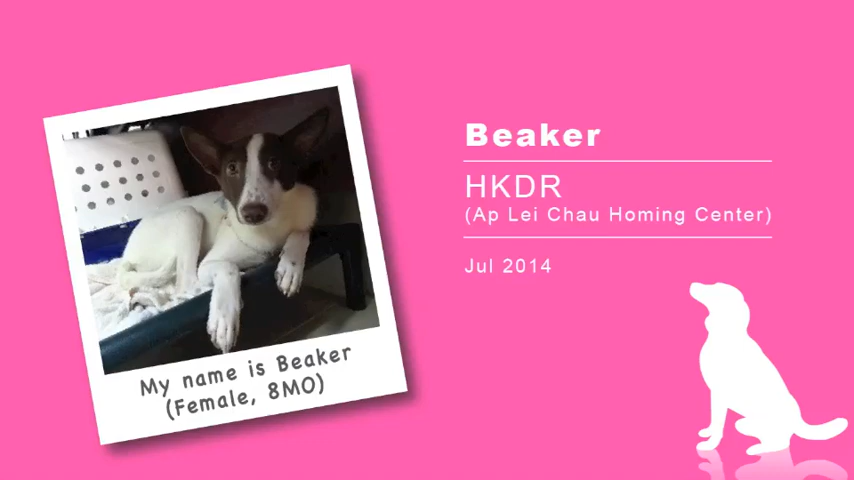 Beaker
HKDR
(Ap Lei Chau Homing Center)
Jul 2014
My name is Beaker
(Female, 8MO)